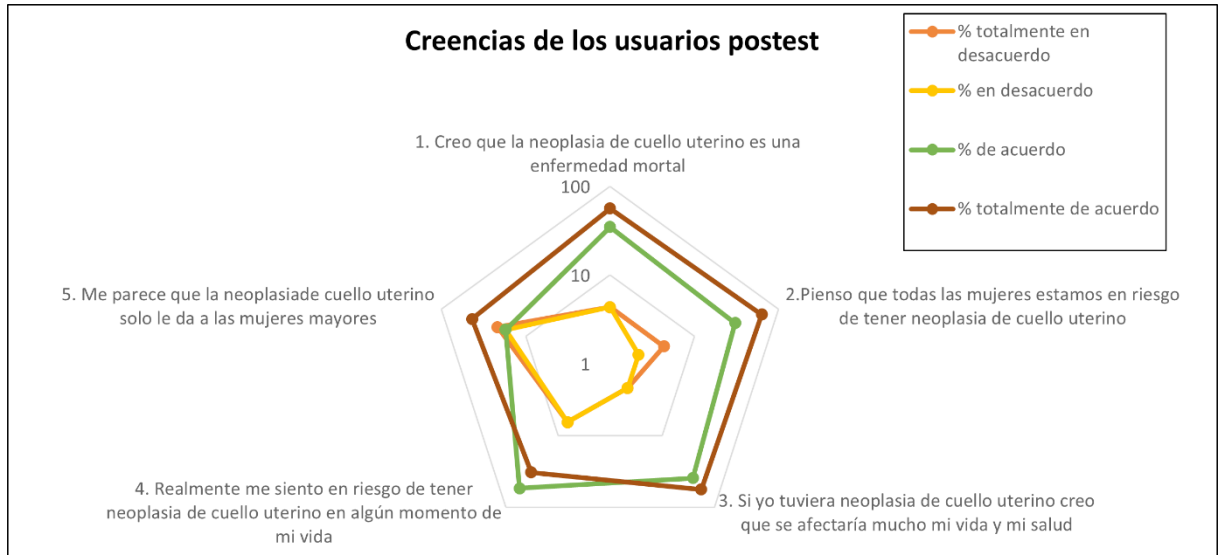 Creencias de los usuarios postest
% totalmente en
desacuerdo
% en desacuerdo
% de acuerdo
% totalmente de acuerdo
1. Creo que la neoplasia de cuello uterino es una
enfermedad mortal
100
10
1
2.Pienso que todas las mujeres estamos en riesgo
de tener neoplasia de cuello uterino
3. Si yo tuviera neoplasia de cuello uterino creo
que se afectaría mucho mi vida y mi salud
4. Realmente me siento en riesgo de tener
neoplasia de cuello uterino en algún momento de
mi vida
5. Me parece que la neoplasiade cuello uterino
solo le da a las mujeres mayores